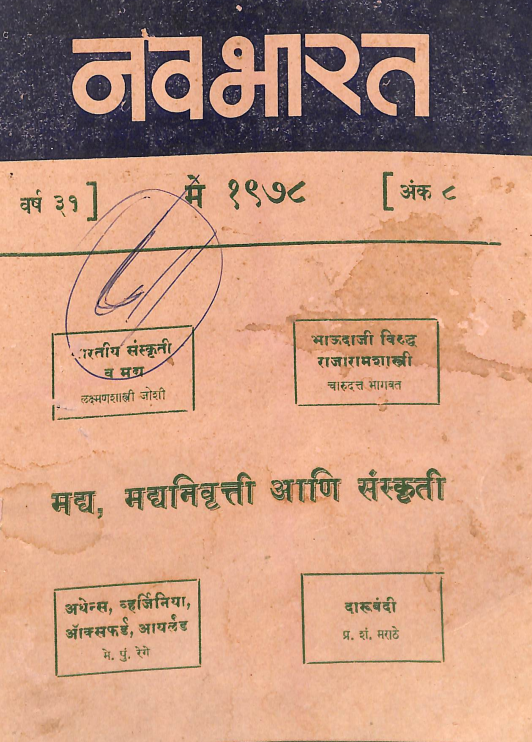 नवभारत
वर्ष ३१ ] मे १९७८ [ अंक ८
भारतीय संस्कृती
व मद्य
लक्ष्मणशास्त्री जोशी
भाऊदाजी विरुद्ध
राजारामशास्त्री
चारुदत्त भागवत
मद्य, मद्यनिवृत्ती आणि संस्कृती
अथेन्स, व्हर्जिनिया,
ऑक्सफर्ड, आयर्लंड
मे. पुं. रेगे
दारूबंदी
प्र. शं. मराठे